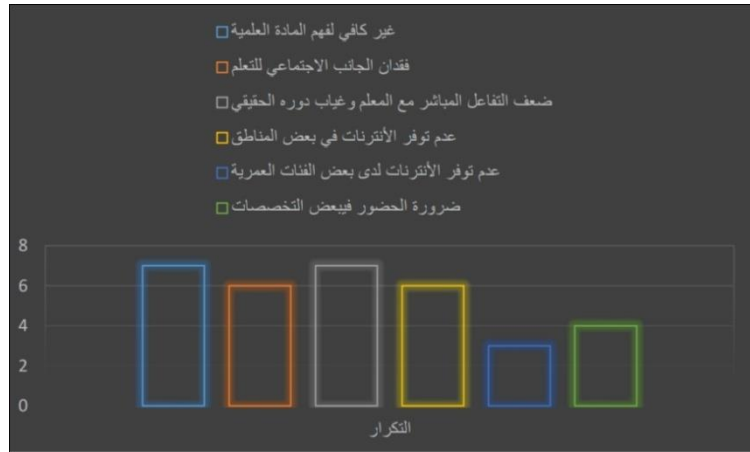 غير كافي لفهم المادة العلمية
فقدان الجانب الاجتماعي للتعلم
ضعف التفاعل المباشر مع المعلم وغياب دوره الحقيقي
عدم توفر الأنترنات في بعض المناطق
عدم توفر الأنترنات لدى بعض الفئات العمرية
ضرورة الحضور فيبعض التخصصات
8
6
4
2
0
التكرار